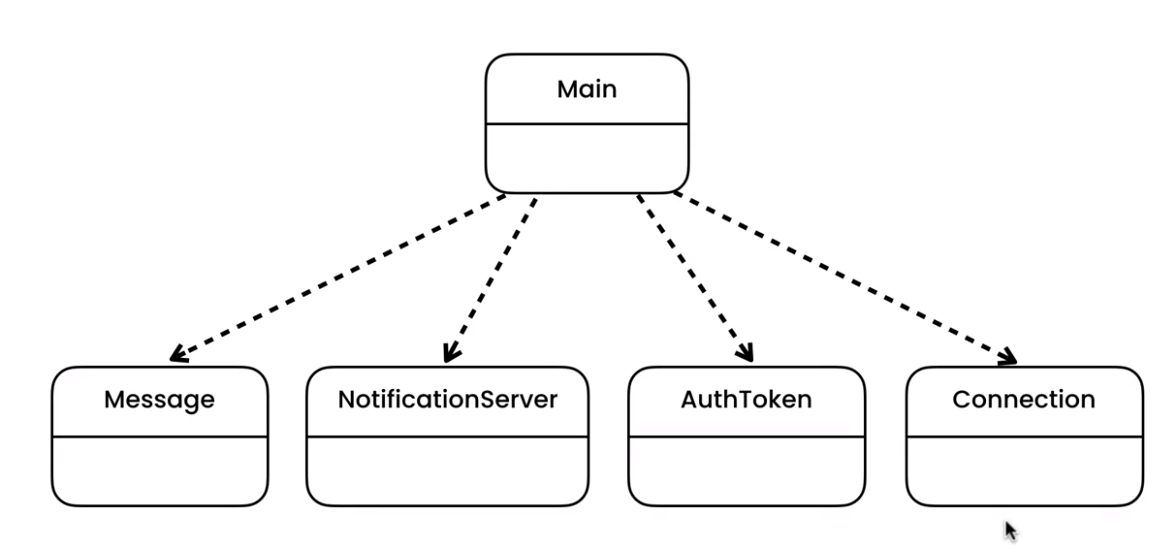 Main
Message
NotificationServer
AuthToken
Connection